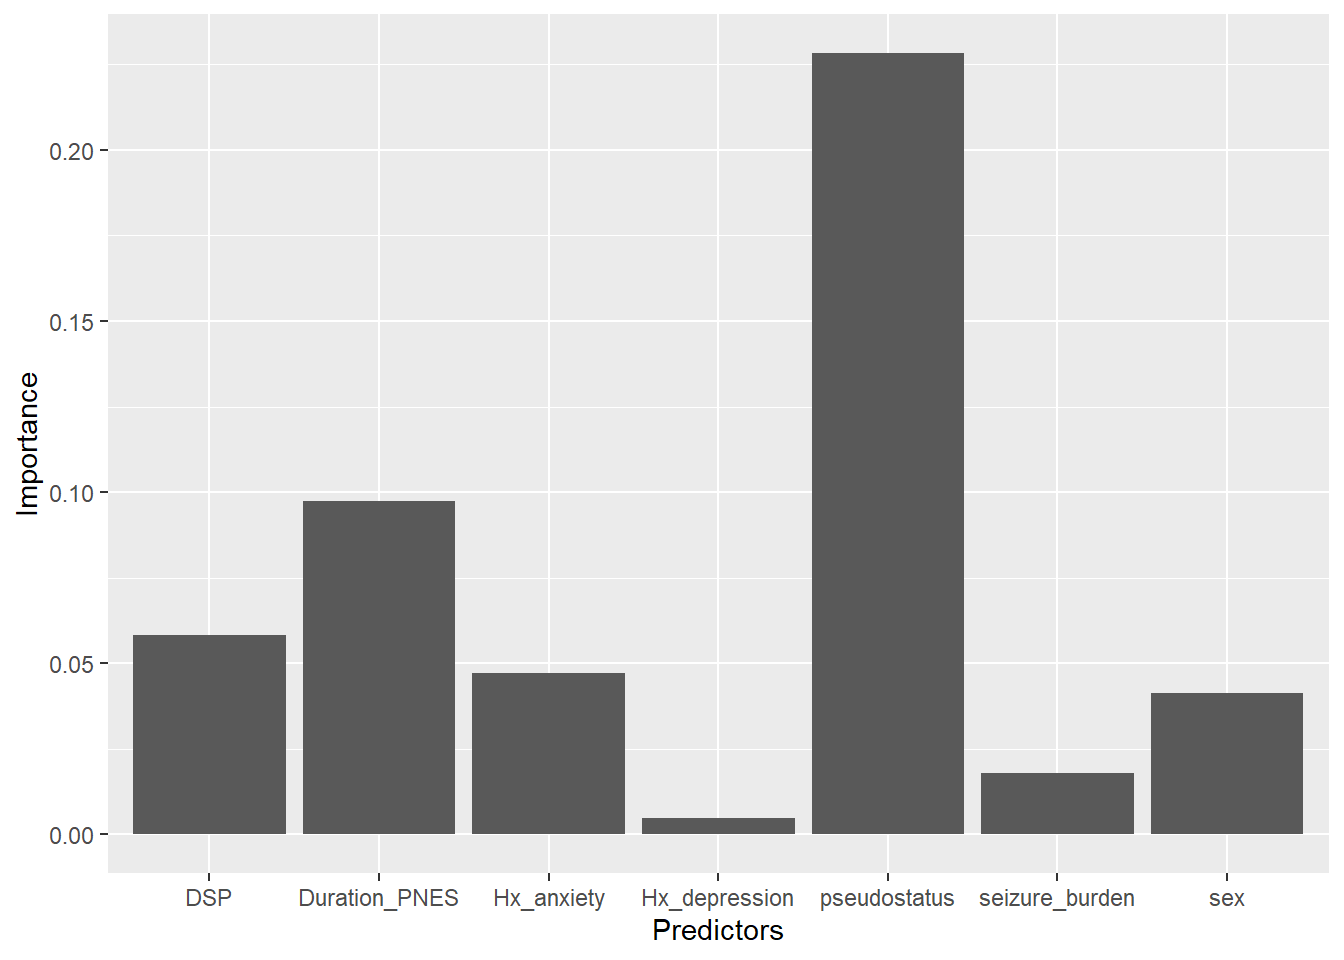 Importance
0.20
0.15
0.10
0.05
0.00
DSP Duration_PNES Hx_anxiety Hx_depression pseudostatus seizure_burden sex
Predictors